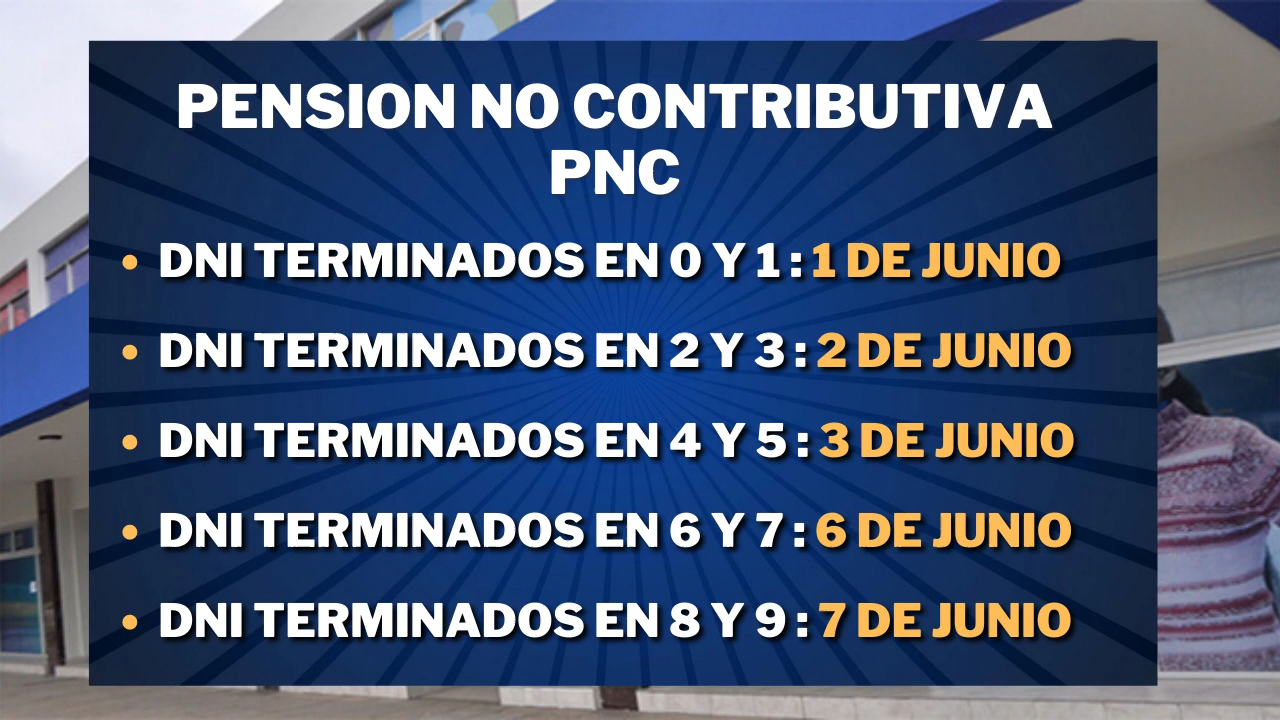 PENSION NO CONTRIBUTIVA
PNC
• DNI TERMINADOS EN 0 Y 1 : 1 DE JUNIO
• DNI TERMINADOS EN 2 Y 3 : 2 DE JUNIO
• DNI TERMINADOS EN 4 Y 5 : 3 DE JUNIO
• DNI TERMINADOS EN 6 Y 7 : 6 DE JUNIO
• DNI TERMINADOS EN 8 Y 9 : 7 DE JUNIO